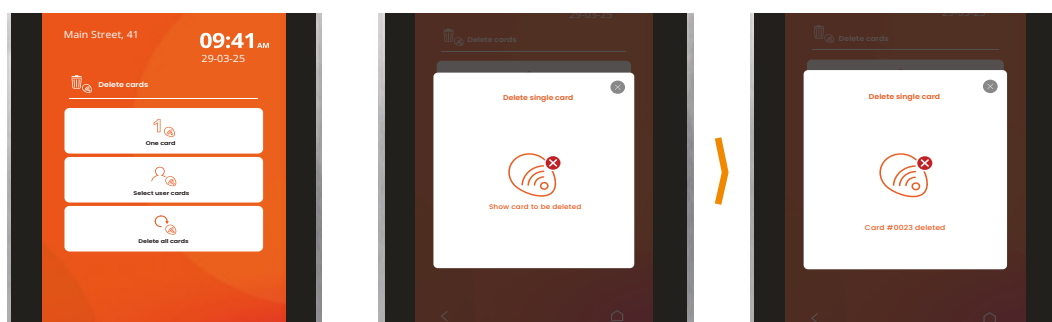 Main Street, 41
09:41 AM
29-03-25
Delete cards
1
One card
Select user cards
Delete all cards
29-03-25
Delete cards
Delete single card
Show card to be deleted
29-03-25
Delete cards
Delete single card
Card #0023 deleted